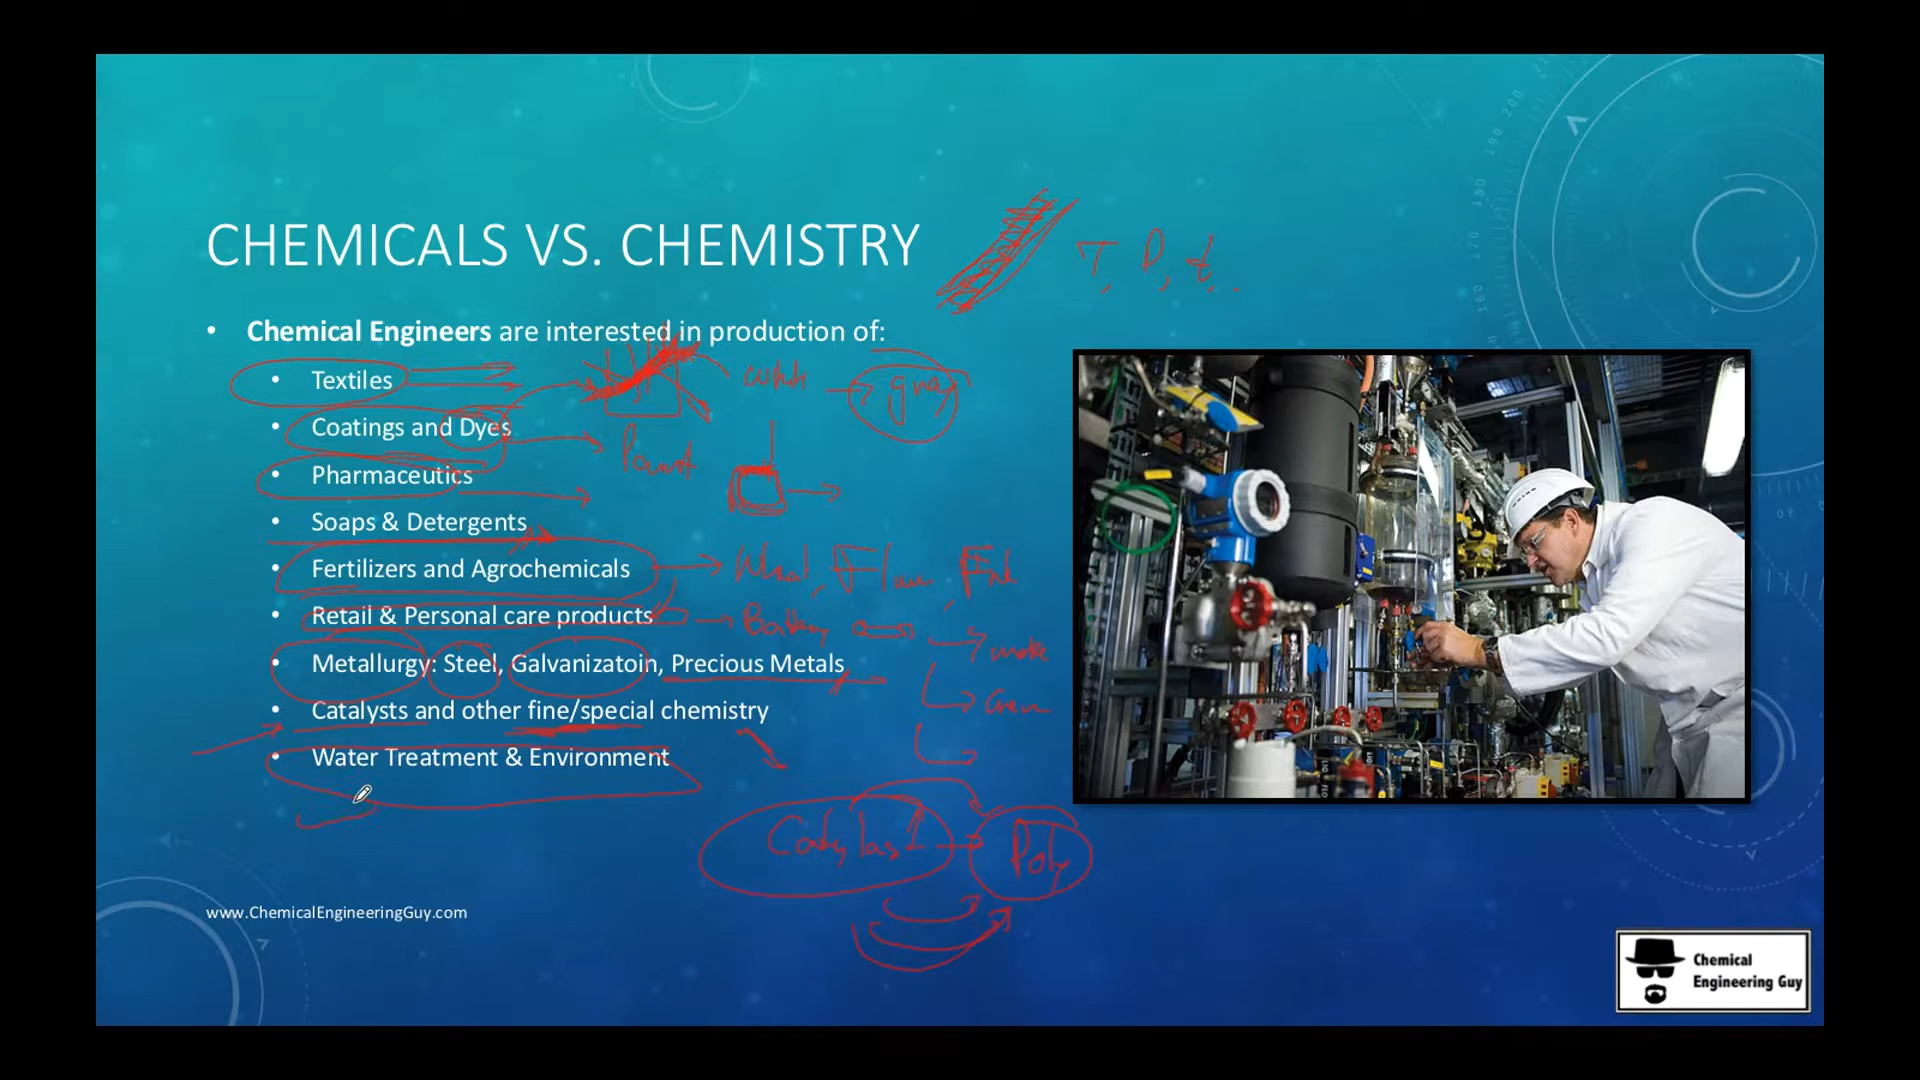 CHEMICALS VS. CHEMISTRY
T, P, t, .
• Chemical Engineers are interested in production of:
• Textiles
gray
• Coatings and Dyes
Paint
• Pharmaceutics
• Soaps & Detergents
• Fertilizers and Agrochemicals
• Retail & Personal care products
• Metallurgy: Steel, Galvanizatoin, Precious Metals
• Catalysts and other fine/special chemistry
• Water Treatment & Environment
Poly
www.ChemicalEngineeringGuy.com
Chemical
Engineering Guy